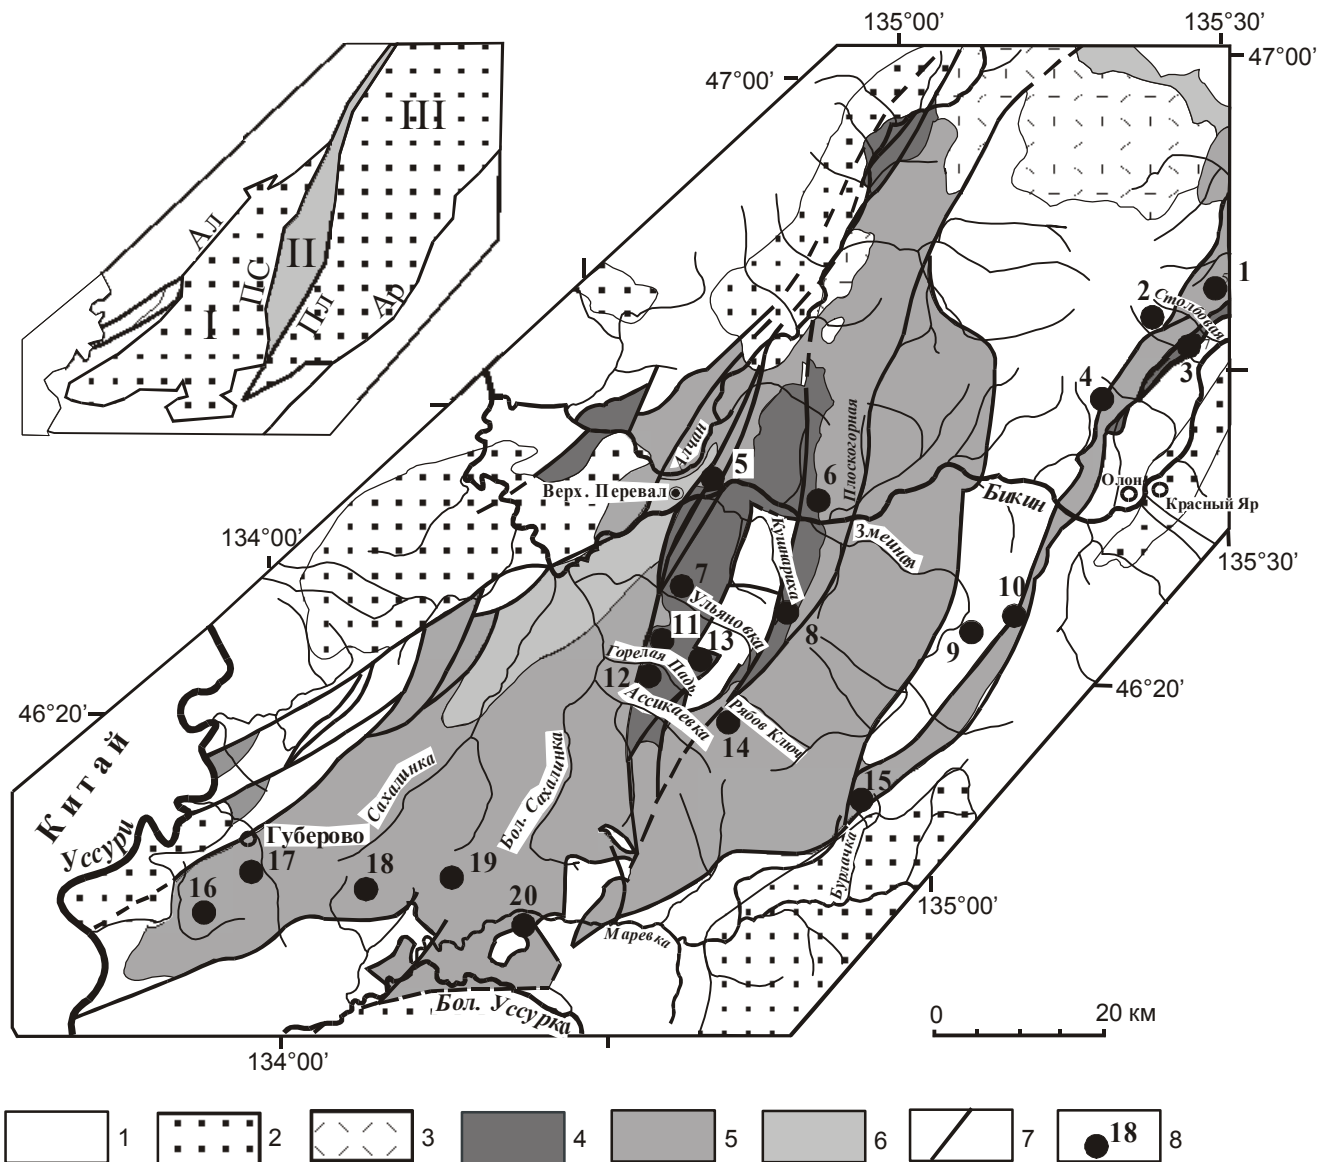 135°00’
135°30’
47°00’
47°00’
III
Ал
ПС
II
I
Пл
Ар
1
2
Столовая
3
4
Алчан
5
6
Плоскогорная
Верх. Перевал
Бикин
Олон
Красный Яр
134°00’
Кушнариха
Змеиная
135°30’
7
Ульяновка
8
9
10
11
13
Горелая Падь
12
Ассикаевка
14
Рябов Ключ
46°20’
46°20’
Китай
Уссури
Сахалинка
Бол. Сахалинка
15
Бурлачка
Губерово
17
16
18
19
20
Маревка
135°00’
Бол. Уссурка
0
20 км
134°00’
1
2
3
4
5
6
7
18
8